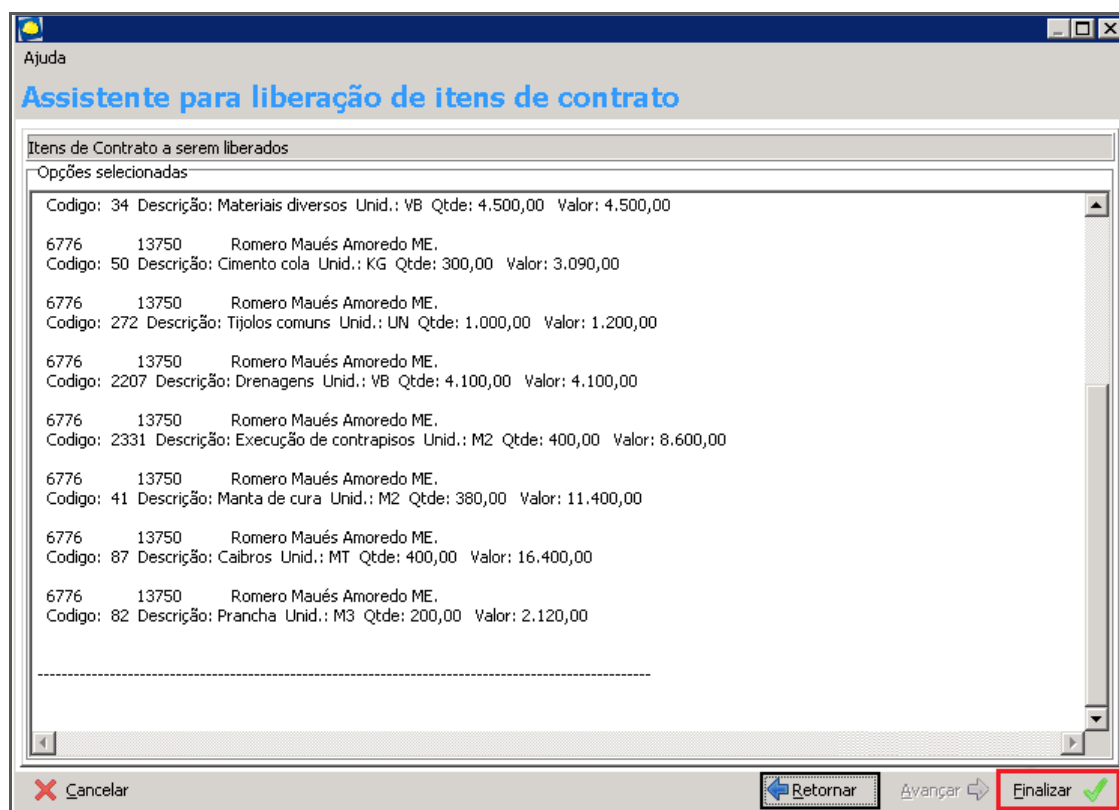 Ajuda
Assistente para liberação de itens de contrato
Itens de Contrato a serem liberados
Opções selecionadas
Codigo: 34 Descrição: Materiais diversos Unid.: VB Qtde: 4.500,00 Valor: 4.500,00
6776 13750 Romero Maués Amoredo ME.
Codigo: 50 Descrição: Cimento cola Unid.: KG Qtde: 300,00 Valor: 3.090,00
6776 13750 Romero Maués Amoredo ME.
Codigo: 272 Descrição: Tijolos comuns Unid.: UN Qtde: 1.000,00 Valor: 1.200,00
6776 13750 Romero Maués Amoredo ME.
Codigo: 2207 Descrição: Drenagens Unid.: VB Qtde: 4.100,00 Valor: 4.100,00
6776 13750 Romero Maués Amoredo ME.
Codigo: 2331 Descrição: Execução de contrapisos Unid.: M2 Qtde: 400,00 Valor: 8.600,00
6776 13750 Romero Maués Amoredo ME.
Codigo: 41 Descrição: Manta de cura Unid.: M2 Qtde: 380,00 Valor: 11.400,00
6776 13750 Romero Maués Amoredo ME.
Codigo: 87 Descrição: Caibros Unid.: MT Qtde: 400,00 Valor: 16.400,00
6776 13750 Romero Maués Amoredo ME.
Codigo: 82 Descrição: Prancha Unid.: M3 Qtde: 200,00 Valor: 2.120,00
------------------------------------------------------------------------------------------------------
Cancelar Retornar Avançar Finalizar